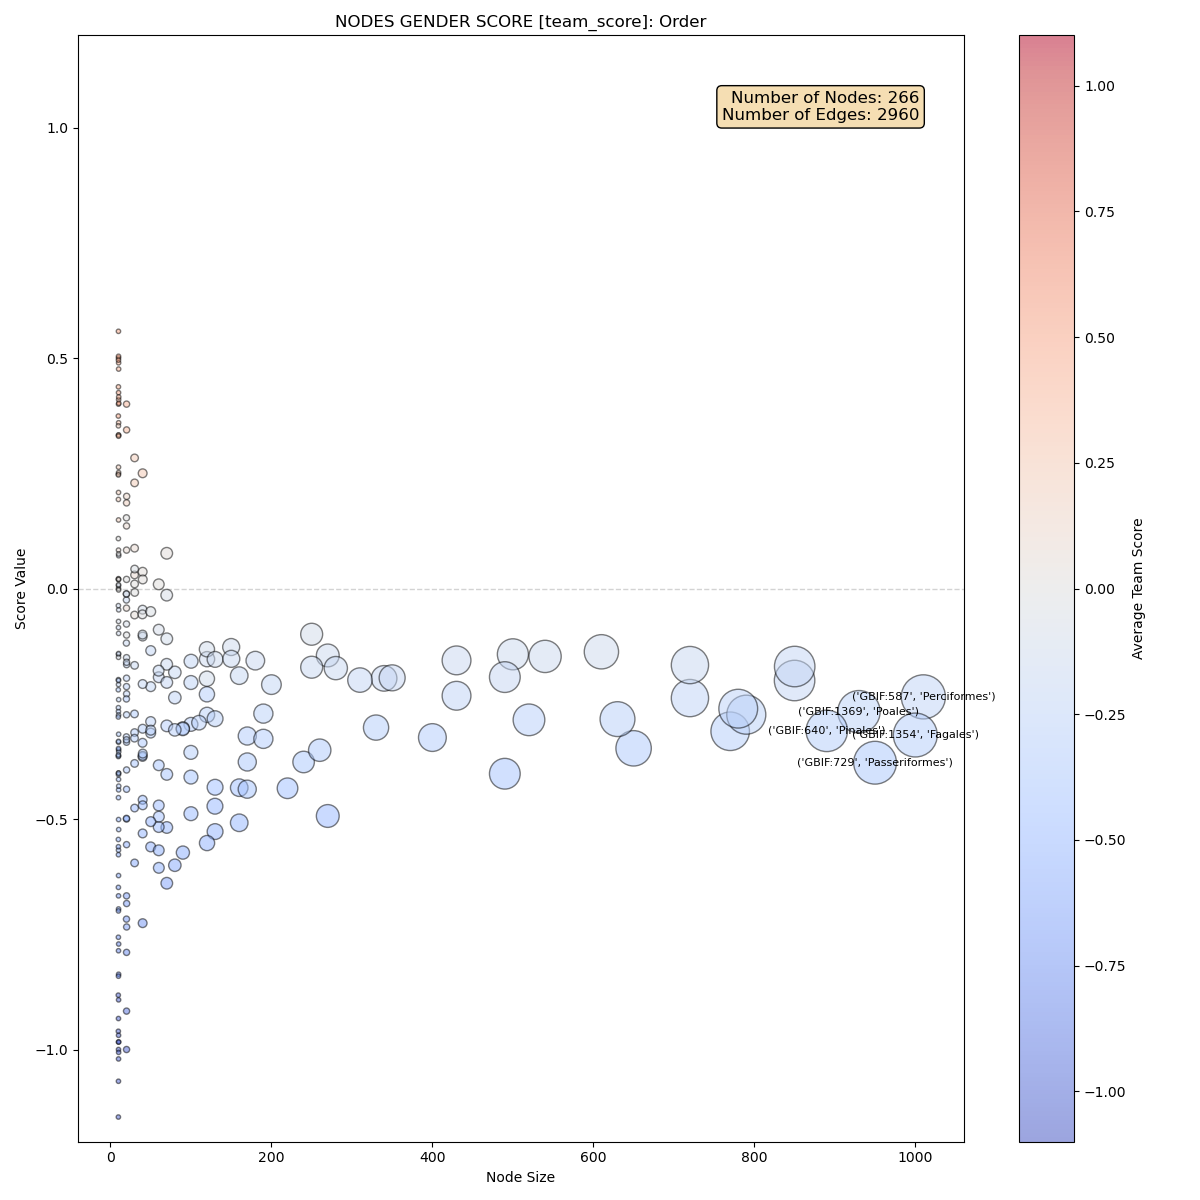 NODES GENDER SCORE [team_score]: Order
Number of Nodes: 266
Number of Edges: 2960
1.0
0.5
0.0
−0.5
−1.0
Score Value
('GBIF:587', 'Perciformes')
('GBIF:1369', 'Poales')
('GBIF:640', 'Pinales')
('GBIF:1354', 'Fagales')
('GBIF:729', 'Passeriformes')
0
200
400
600
800
1000
Node Size
1.00
0.75
0.50
0.25
0.00
−0.25
−0.50
−0.75
−1.00
Average Team Score